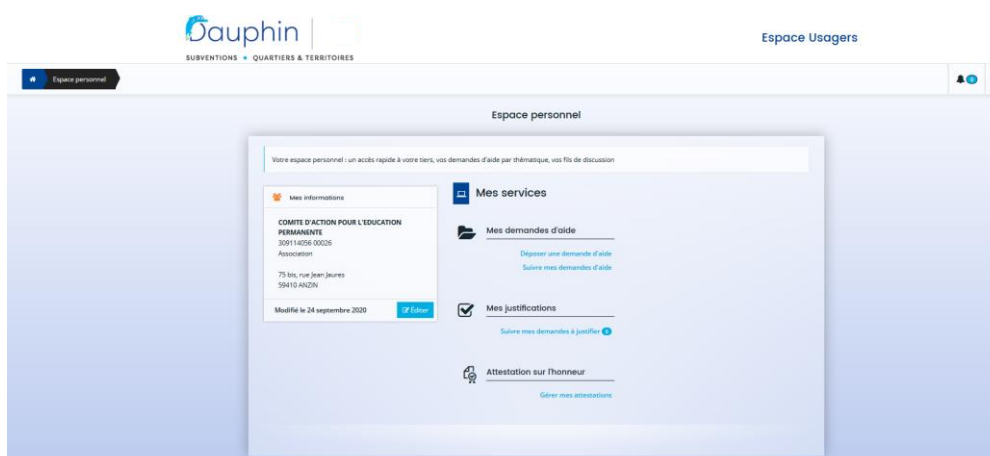 Dauphin
SUBVENTIONS • QUARTIERS & TERRITOIRES
Espace Usagers
Espace personnel
Espace personnel
Votre espace personnel : un accès rapide à votre tiers, vos demandes d'aide par thématique, vos fils de discussion
Mes informations
COMITE D'ACTION POUR L'EDUCATION
PERMANENTE
309114056 00026
Association
75 bis, rue Jean Jaures
59410 ANZIN
Modifié le 24 septembre 2020
Éditer
Mes services
Mes demandes d'aide
Déposer une demande d'aide
Suivre mes demandes d'aide
Mes justifications
Suivre mes demandes à justifier
Attestation sur l'honneur
Gérer mes attestations